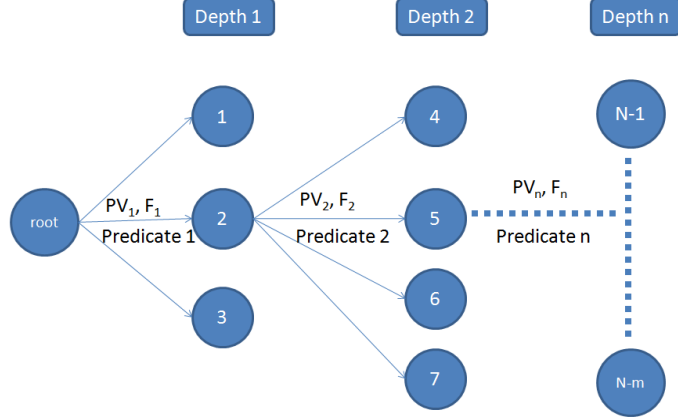 Depth 1
Depth 2
Depth n
1
4
N-1
PV₁, F₁
PV₂, F₂
PVₙ, Fₙ
root
2
5
Predicate 1
Predicate 2
Predicate n
6
3
7
N-m